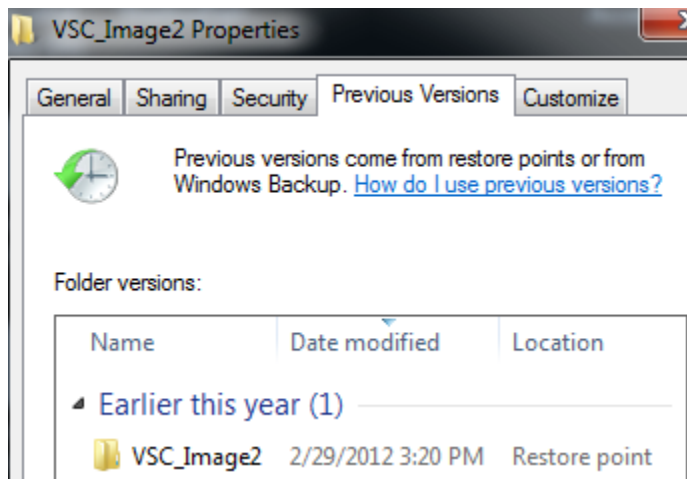 VSC_Image2 Properties
General Sharing Security Previous Versions Customize
Previous versions come from restore points or from
Windows Backup. How do I use previous versions?
Folder versions:
Name Date modified Location
Earlier this year (1)
VSC_Image2 2/29/2012 3:20 PM Restore point